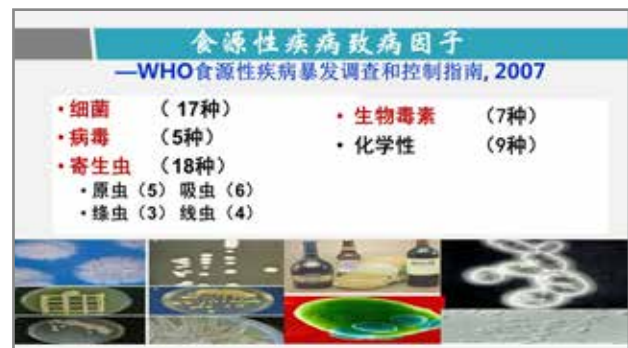 食源性疾病致病因子
—WHO食源性疾病暴发调查和控制指南, 2007
•细菌 （17种）
•病毒 （5种）
•寄生虫 （18种）
•原虫（5） 吸虫（6）
•绦虫（3） 线虫（4）
• 生物毒素 （7种）
• 化学性 （9种）